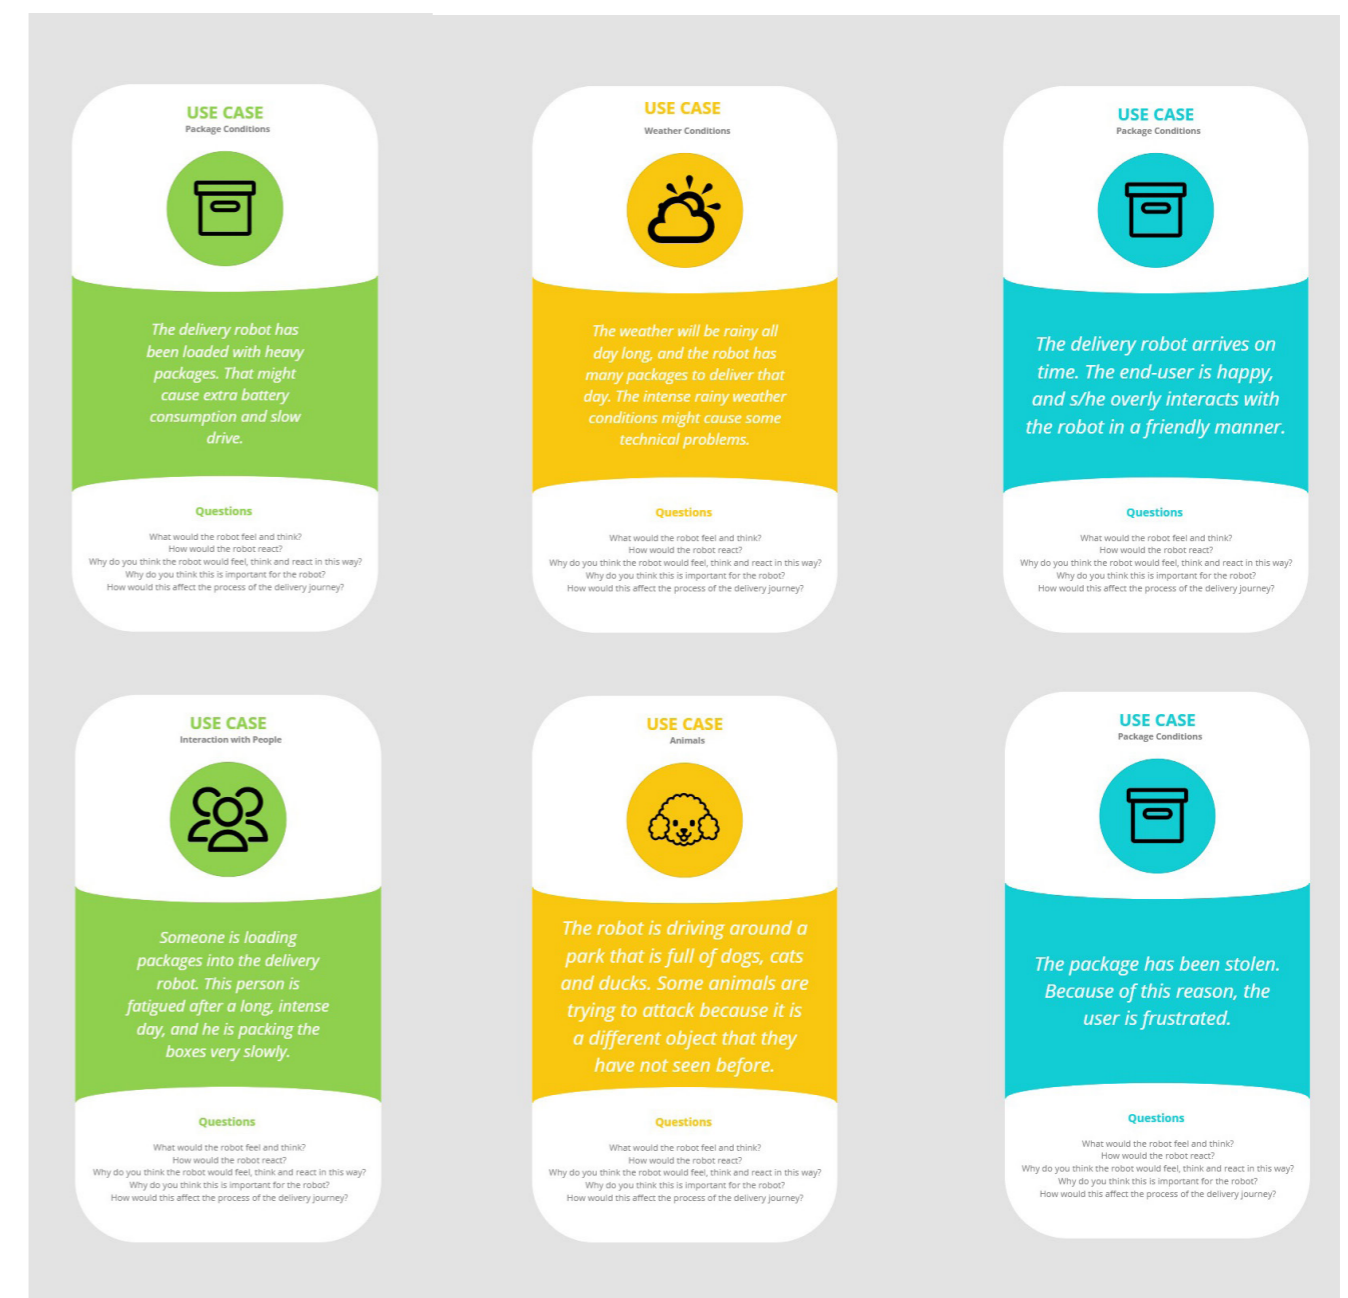 USE CASE
Package Conditions
The delivery robot has
been loaded with heavy
packages. That might
cause extra battery
consumption and slow
drive.
Questions
What would the robot feel and think?
How would the robot react?
Why do you think the robot would feel, think and react in this way?
Why do you think this is important for the robot?
How would this affect the process of the delivery journey?
USE CASE
Weather Conditions
The weather will be rainy all
day long, and the robot has
many packages to deliver that
day. The intense rainy weather
conditions might cause some
technical problems.
Questions
What would the robot feel and think?
How would the robot react?
Why do you think the robot would feel, think and react in this way?
Why do you think this is important for the robot?
How would this affect the process of the delivery journey?
USE CASE
Package Conditions
The delivery robot arrives on
time. The end-user is happy,
and s/he overly interacts with
the robot in a friendly manner.
Questions
What would the robot feel and think?
How would the robot react?
Why do you think the robot would feel, think and react in this way?
Why do you think this is important for the robot?
How would this affect the process of the delivery journey?
USE CASE
Interaction with People
Someone is loading
packages into the delivery
robot. This person is
fatigued after a long, intense
day, and he is packing the
boxes very slowly.
Questions
What would the robot feel and think?
How would the robot react?
Why do you think the robot would feel, think and react in this way?
Why do you think this is important for the robot?
How would this affect the process of the delivery journey?
USE CASE
Animals
The robot is driving around a
park that is full of dogs, cats
and ducks. Some animals are
trying to attack because it is
a different object that they
have not seen before.
Questions
What would the robot feel and think?
How would the robot react?
Why do you think the robot would feel, think and react in this way?
Why do you think this is important for the robot?
How would this affect the process of the delivery journey?
USE CASE
Package Conditions
The package has been stolen.
Because of this reason, the
user is frustrated.
Questions
What would the robot feel and think?
How would the robot react?
Why do you think the robot would feel, think and react in this way?
Why do you think this is important for the robot?
How would this affect the process of the delivery journey?